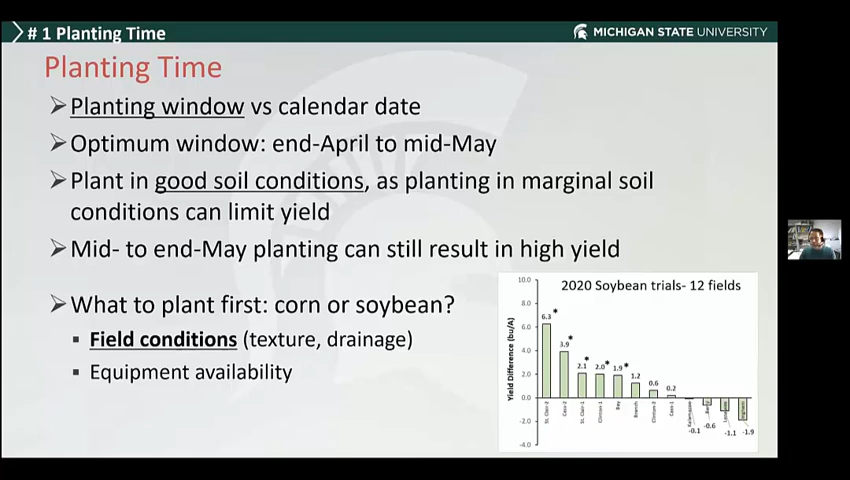 # 1 Planting Time
MICHIGAN STATE UNIVERSITY
Planting Time
Planting window vs calendar date
Optimum window: end-April to mid-May
Plant in good soil conditions, as planting in marginal soil
conditions can limit yield
Mid- to end-May planting can still result in high yield
What to plant first: corn or soybean?
Field conditions (texture, drainage)
Equipment availability
2020 Soybean trials- 12 fields
Yield Difference (bu/A)
10.0
8.0
6.0
4.0
2.0
0.0
-2.0
-4.0
6.3 *
3.9 *
2.1 *
2.0 *
1.9 *
1.2
0.6
0.2
-0.1
-0.6
-1.1
-1.9
St. Clair-2
Cass-2
St. Clair-1
Clinton-1
Bay
Branch
Clinton-2
Cass-1
Kalamazoo